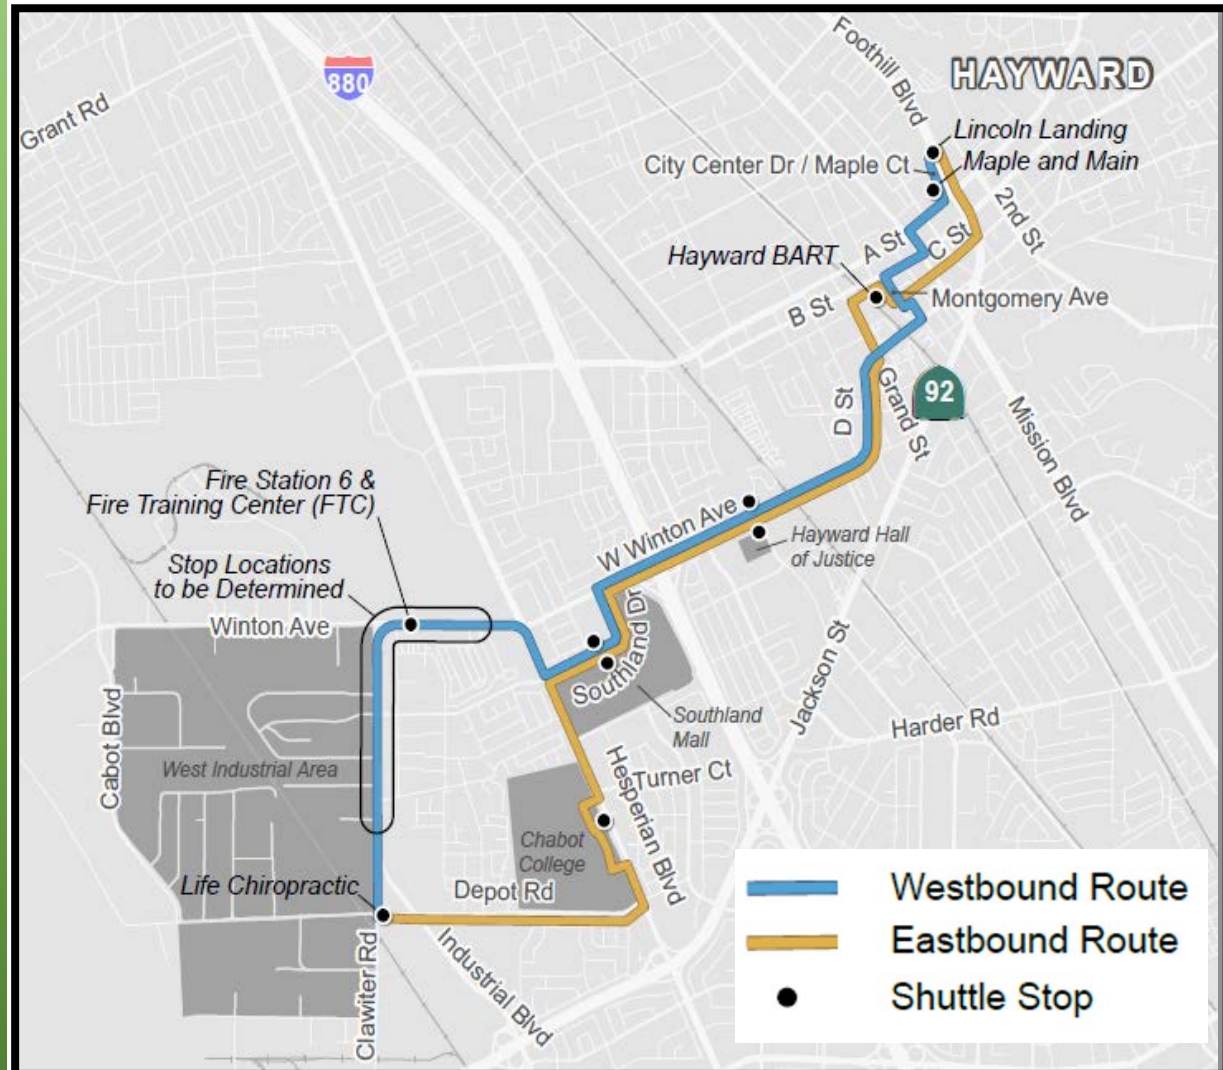 Foothill Blvd
HAYWARD
880
Grant Rd
Lincoln Landing
City Center Dr / Maple Ct
Maple and Main
2nd St
A St
C St
Hayward BART
B St
Montgomery Ave
92
D St
Grand St
Mission Blvd
Fire Station 6 &
Fire Training Center (FTC)
W Winton Ave
Hayward Hall
of Justice
Stop Locations
to be Determined
Winton Ave
Southland Dr
Southland
Mall
Jackson St
Harder Rd
Cabot Blvd
West Industrial Area
Hesperian Blvd
Turner Ct
Chabot
College
Life Chiropractic
Depot Rd
Clawiter Rd
Industrial Blvd
Westbound Route
Eastbound Route
Shuttle Stop